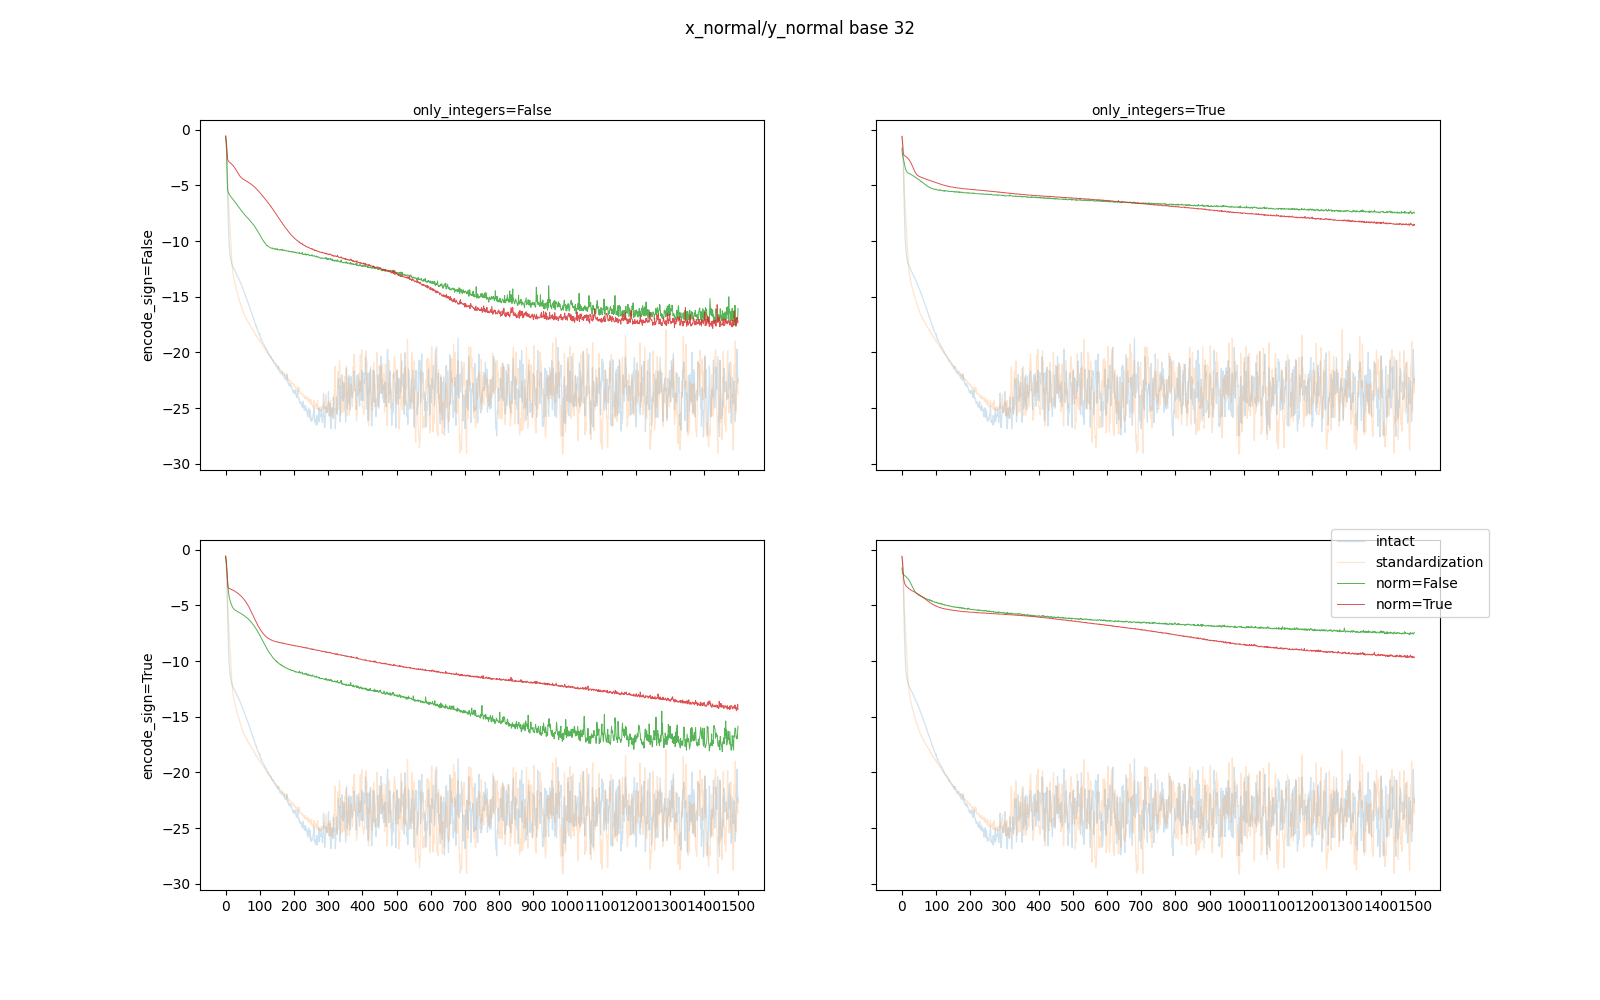 x_normal/y_normal base 32
only_integers=False
only_integers=True
encode_sign=False
0
−5
−10
−15
−20
−25
−30
encode_sign=True
0
−5
−10
−15
−20
−25
−30
0 100 200 300 400 500 600 700 800 900 1000 1100 1200 1300 1400 1500
intact
standardization
norm=False
norm=True
0 100 200 300 400 500 600 700 800 900 1000 1100 1200 1300 1400 1500